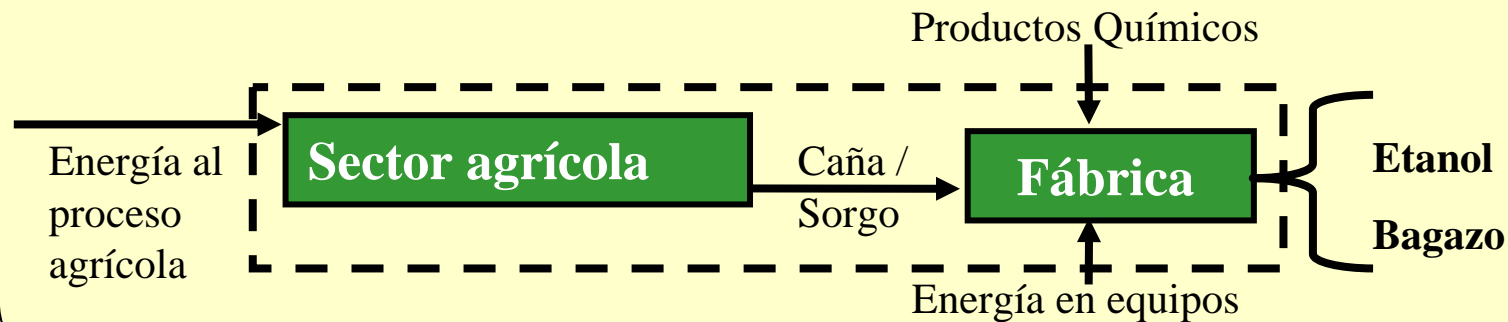 Productos Químicos
Energía al
proceso
agrícola
Sector agrícola
Caña /
Sorgo
Fábrica
Etanol
Bagazo
Energía en equipos